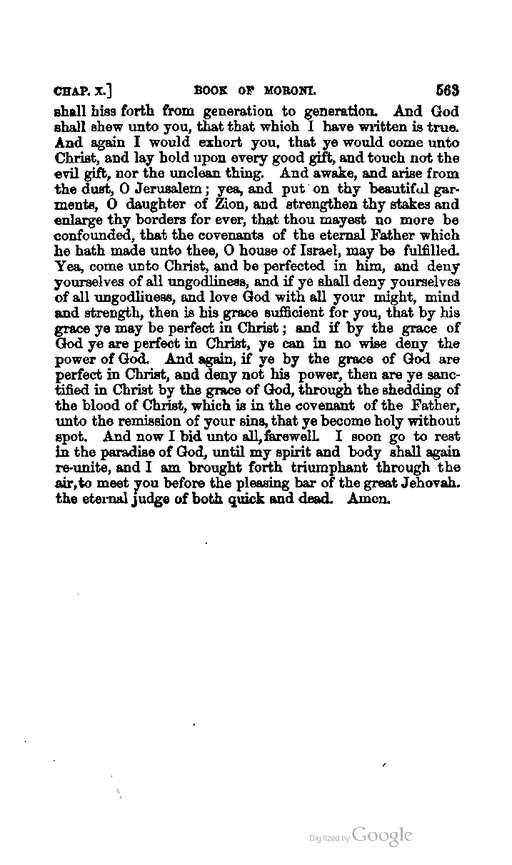 CHAP. X.] BOOK OF MORONI. 563
shall hiss forth from generation to generation. And God
shall shew unto you, that that which I have written is true.
And again I would exhort you, that ye would come unto
Christ, and lay hold upon every good gift, and touch not the
evil gift, nor the unclean thing. And awake, and arise from
the dust, O Jerusalem; yea, and put on thy beautiful gar-
ments, O daughter of Zion, and strengthen thy stakes and
enlarge thy borders for ever, that thou mayest no more be
confounded, that the covenants of the eternal Father which
he hath made unto thee, O house of Israel, may be fulfilled.
Yea, come unto Christ, and be perfected in him, and deny
yourselves of all ungodliness, and if ye shall deny yourselves
of all ungodliness, and love God with all your might, mind
and strength, then is his grace sufficient for you, that by his
grace ye may be perfect in Christ; and if by the grace of
God ye are perfect in Christ, ye can in no wise deny the
power of God. And again, if ye by the grace of God are
perfect in Christ, and deny not his power, then are ye sanc-
tified in Christ by the grace of God, through the shedding of
the blood of Christ, which is in the covenant of the Father,
unto the remission of your sins, that ye become holy without
spot. And now I bid unto all, farewell. I soon go to rest
in the paradise of God, until my spirit and body shall again
re-unite, and I am brought forth triumphant through the
air, to meet you before the pleasing bar of the great Jehovah.
the eternal judge of both quick and dead. Amen.
Digitized by Google